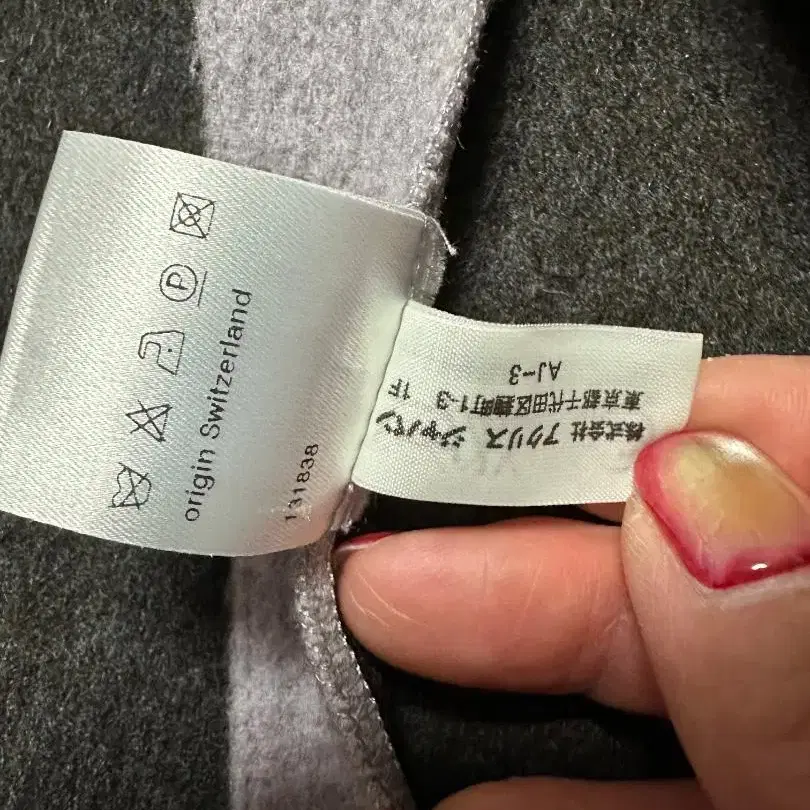 origin Switzerland
131838
株式会社 アクリス ジャパン
東京都千代田区麹町1-3 1F
AJ-3